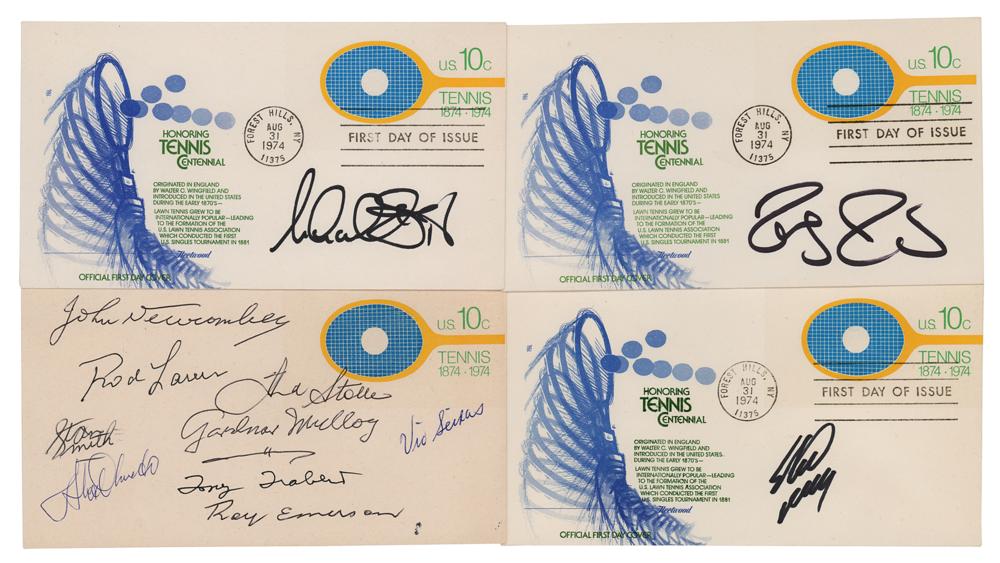 U.S. 10c
TENNIS
1874 · 1974
FOREST HILLS, NY
AUG
31
1974
11375
FIRST DAY OF ISSUE
HONORING
TENNIS
CENTENNIAL
ORIGINATED IN ENGLAND
BY WALTER C. WINGFIELD AND
INTRODUCED IN THE UNITED STATES
DURING THE EARLY 1870'S—
LAWN TENNIS GREW TO BE
INTERNATIONALLY POPULAR—LEADING
TO THE FORMATION OF THE
U.S. LAWN TENNIS ASSOCIATION
WHICH CONDUCTED THE FIRST
U.S. SINGLES TOURNAMENT IN 1881
Fleetwood
OFFICIAL FIRST DAY COVER
U.S. 10c
TENNIS
1874 · 1974
FOREST HILLS, NY
AUG
31
1974
11375
FIRST DAY OF ISSUE
HONORING
TENNIS
CENTENNIAL
ORIGINATED IN ENGLAND
BY WALTER C. WINGFIELD AND
INTRODUCED IN THE UNITED STATES
DURING THE EARLY 1870'S—
LAWN TENNIS GREW TO BE
INTERNATIONALLY POPULAR—LEADING
TO THE FORMATION OF THE
U.S. LAWN TENNIS ASSOCIATION
WHICH CONDUCTED THE FIRST
U.S. SINGLES TOURNAMENT IN 1881
Fleetwood
OFFICIAL FIRST DAY COVER
John Newcombe
Rod Laver
Fred Stolle
Stan
Smith
Gardnar Mulloy
Vic Seixas
Alex Olmedo
Tony Trabert
Roy Emerson
U.S. 10c
TENNIS
1874 · 1974
U.S. 10c
TENNIS
1874 · 1974
FOREST HILLS, NY
AUG
31
1974
11375
FIRST DAY OF ISSUE
HONORING
TENNIS
CENTENNIAL
ORIGINATED IN ENGLAND
BY WALTER C. WINGFIELD AND
INTRODUCED IN THE UNITED STATES
DURING THE EARLY 1870'S—
LAWN TENNIS GREW TO BE
INTERNATIONALLY POPULAR—LEADING
TO THE FORMATION OF THE
U.S. LAWN TENNIS ASSOCIATION
WHICH CONDUCTED THE FIRST
U.S. SINGLES TOURNAMENT IN 1881
Fleetwood
OFFICIAL FIRST DAY COVER